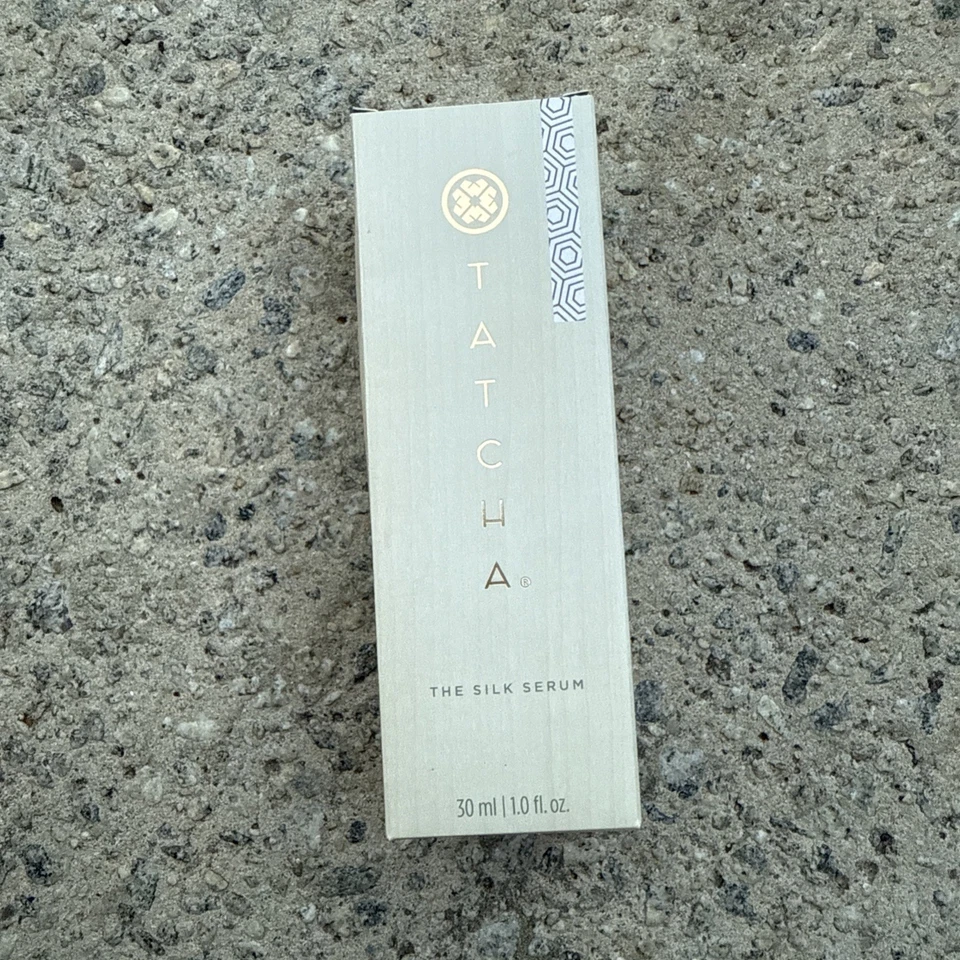 TATCHA®
THE SILK SERUM
30 ml | 1.0 fl. oz.